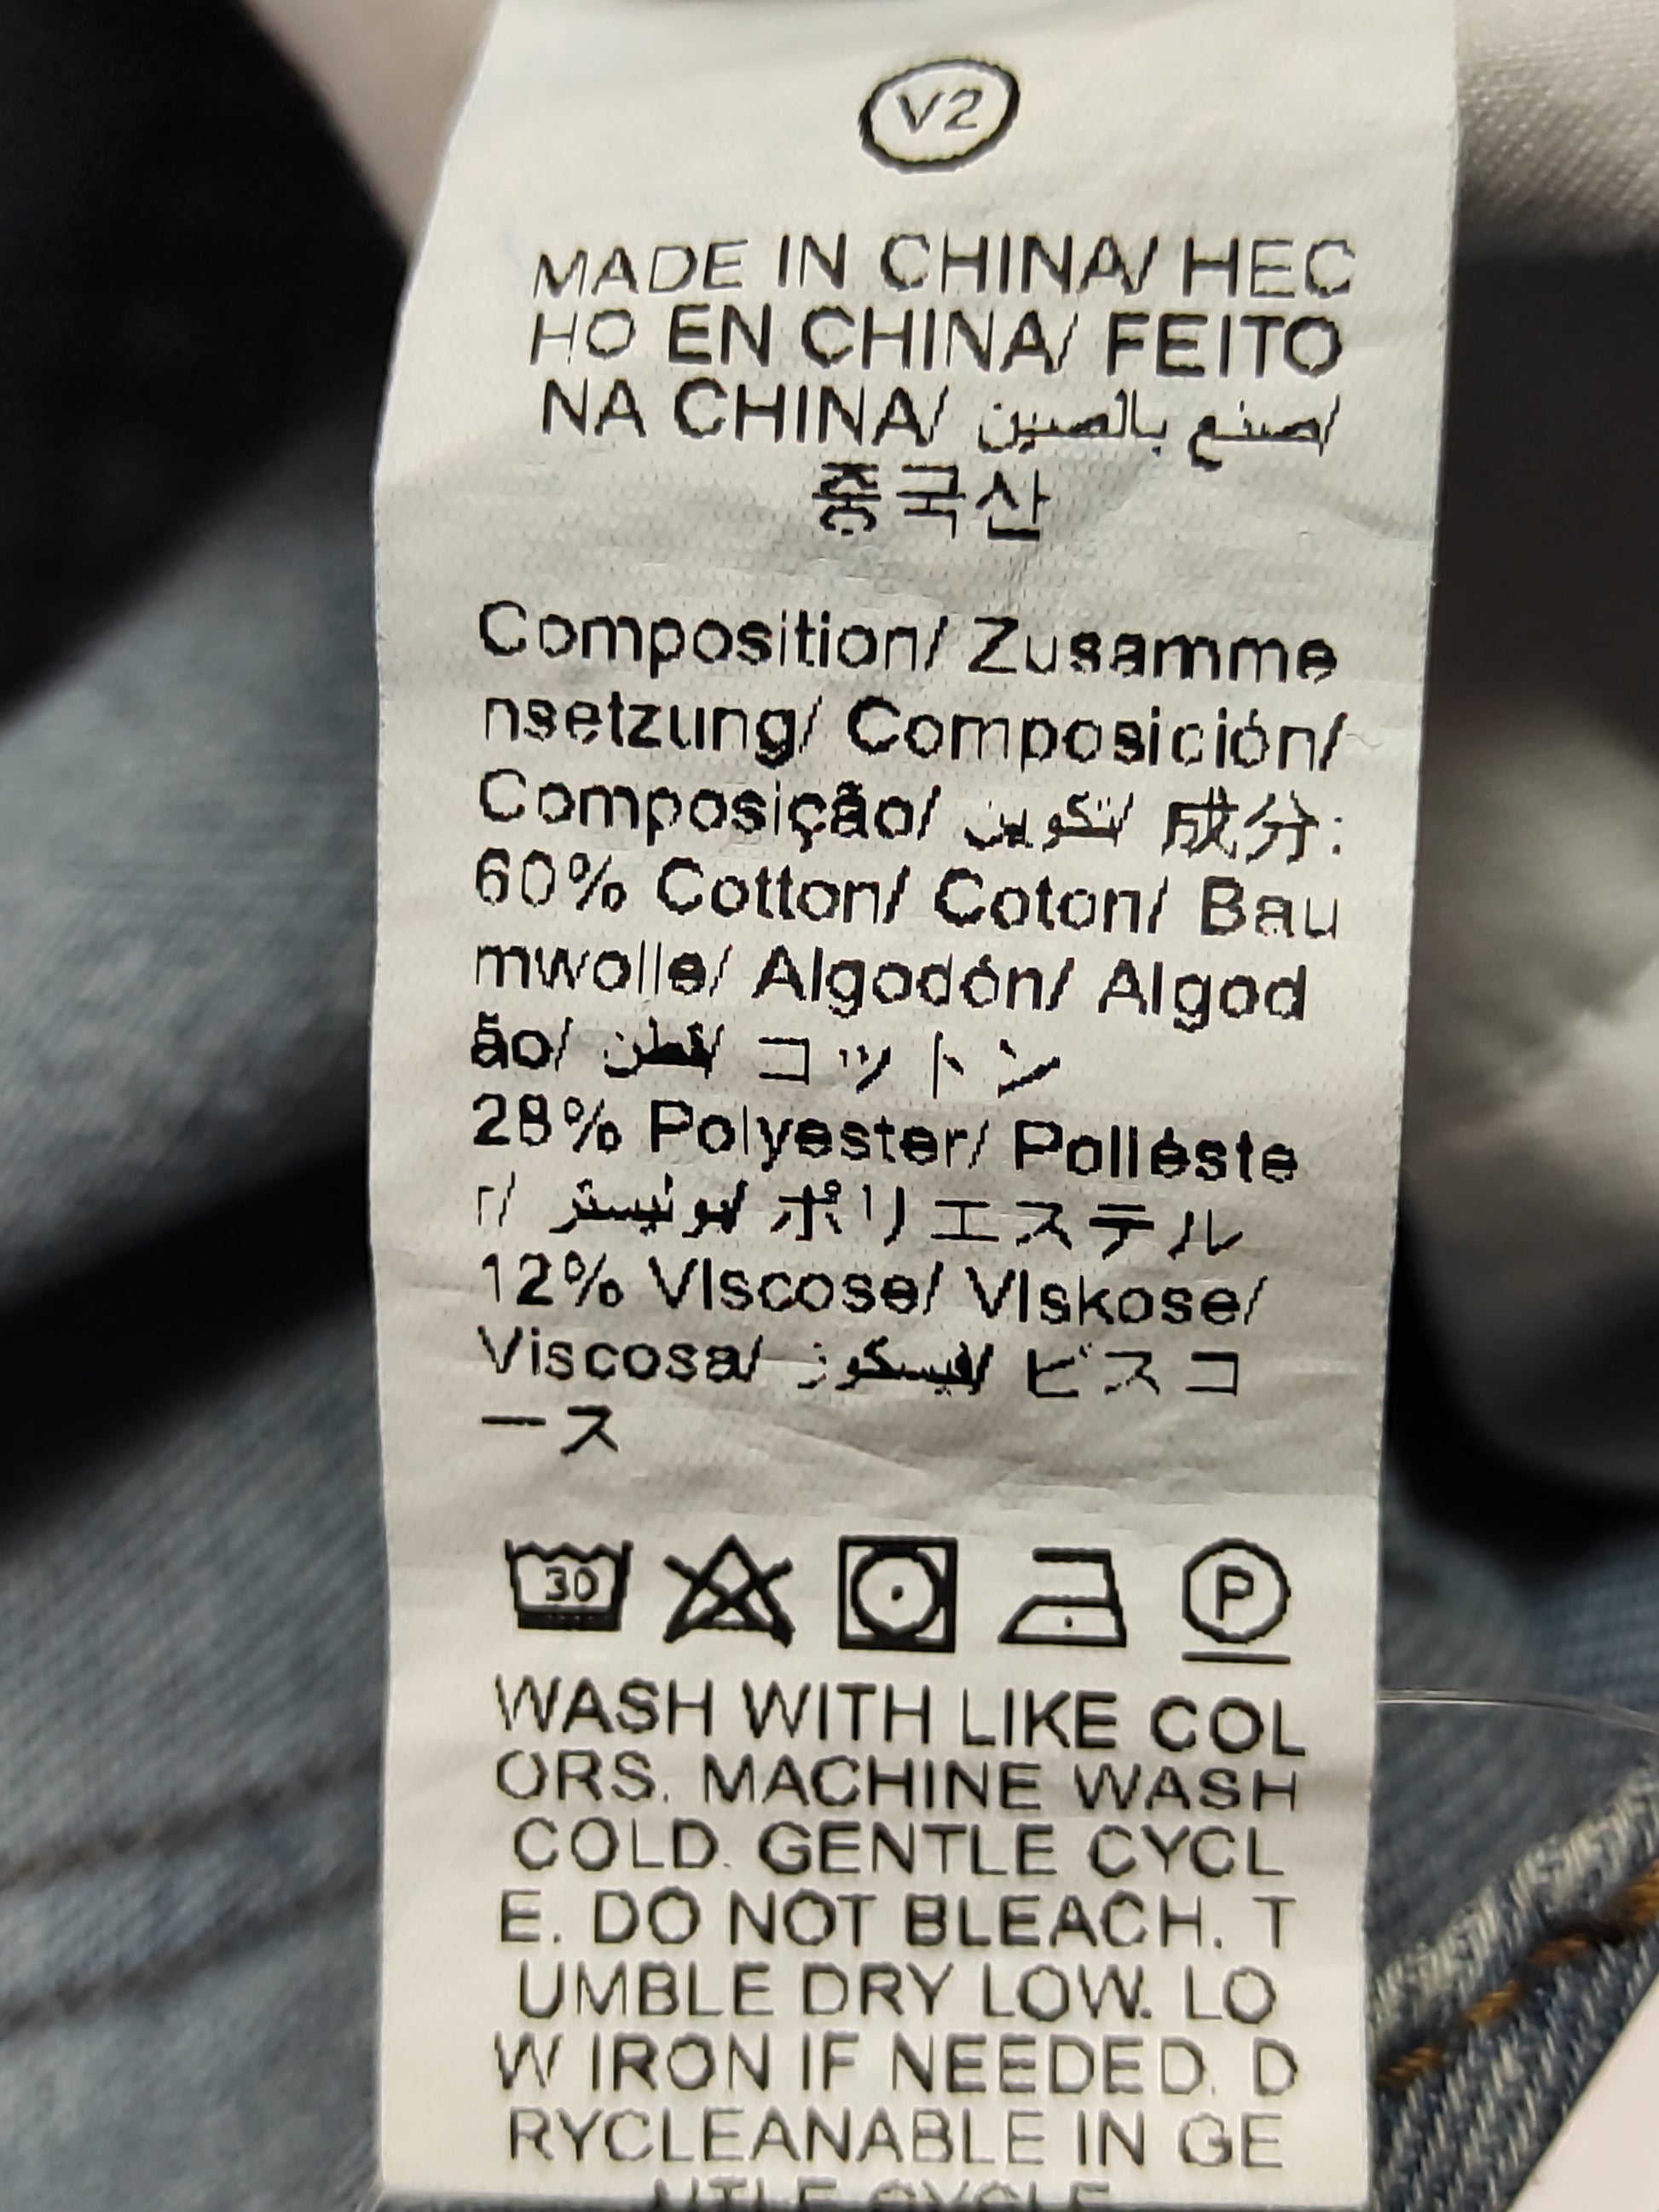 V2
MADE IN CHINA/ HEC
HO EN CHINA/ FEITO
NA CHINA/ صنع بالصين/
중국산
Composition/ Zusamme
nsetzung/ Composición/
Composição/ تكوين/ 成分:
60% Cotton/ Coton/ Bau
mwolle/ Algodón/ Algod
ão/ قطن/ コットン
28% Polyester/ Poliéste
r/ بوليستر/ ポリエステル
12% Viscose/ Viskose/
Viscosa/ فيسكوز/ ビスコ
ース
30
P
WASH WITH LIKE COL
ORS. MACHINE WASH
COLD. GENTLE CYCL
E. DO NOT BLEACH. T
UMBLE DRY LOW. LO
W IRON IF NEEDED. D
RYCLEANABLE IN GE
NTLE CYCLE